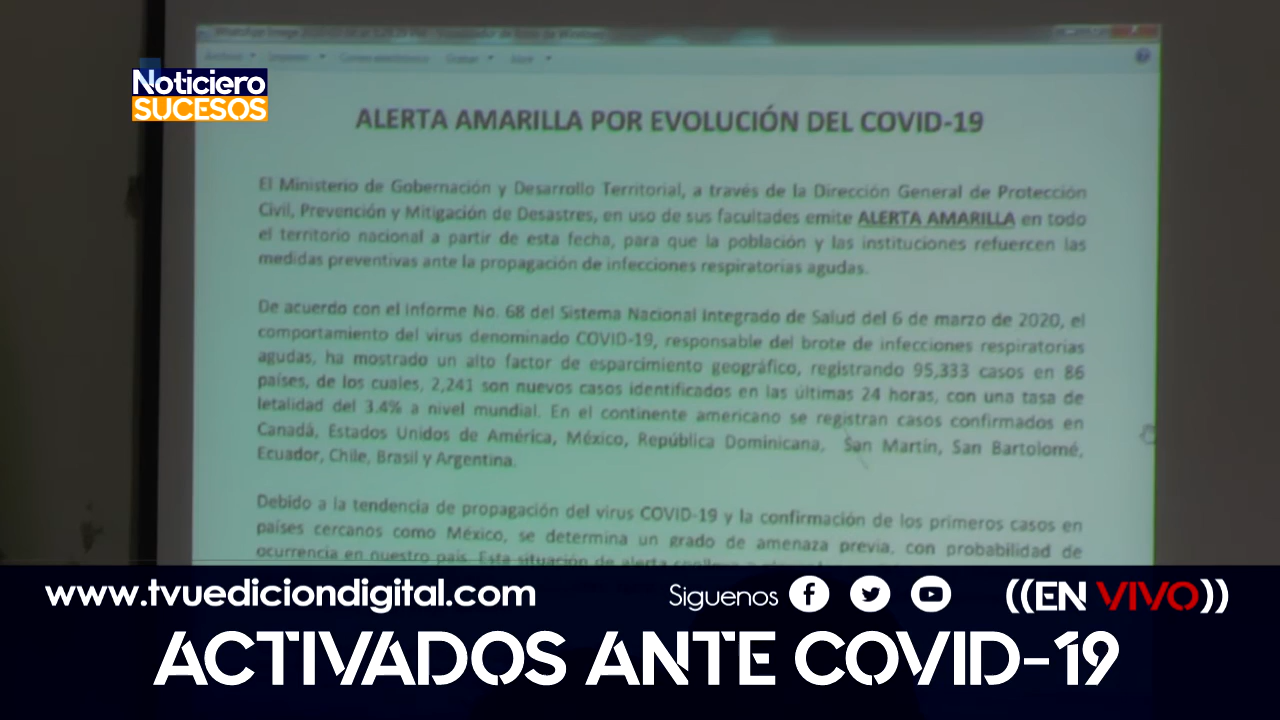 Noticiero
SUCESOS
ALERTA AMARILLA POR EVOLUCIÓN DEL COVID-19
El Ministerio de Gobernación y Desarrollo Territorial, a través de la Dirección General de Protección
Civil, Prevención y Mitigación de Desastres, en uso de sus facultades emite ALERTA AMARILLA en todo
el territorio nacional a partir de esta fecha, para que la población y las instituciones refuercen las
medidas preventivas ante la propagación de infecciones respiratorias agudas.
De acuerdo con el Informe No. 68 del Sistema Nacional Integrado de Salud del 6 de marzo de 2020, el
comportamiento del virus denominado COVID-19, responsable del brote de infecciones respiratorias
agudas, ha mostrado un alto factor de esparcimiento geográfico, registrando 95,333 casos en 86
países, de los cuales, 2,241 son nuevos casos identificados en las últimas 24 horas, con una tasa de
letalidad del 3.4% a nivel mundial. En el continente americano se registran casos confirmados en
Canadá, Estados Unidos de América, México, República Dominicana, San Martín, San Bartolomé,
Ecuador, Chile, Brasil y Argentina.
Debido a la tendencia de propagación del virus COVID-19 y la confirmación de los primeros casos en
países cercanos como México, se determina un grado de amenaza previa, con probabilidad de
ocurrencia en nuestro país. Esta situación de alerta
www.tvuediciondigital.com
Siguenos
((EN VIVO))
ACTIVADOS ANTE COVID-19